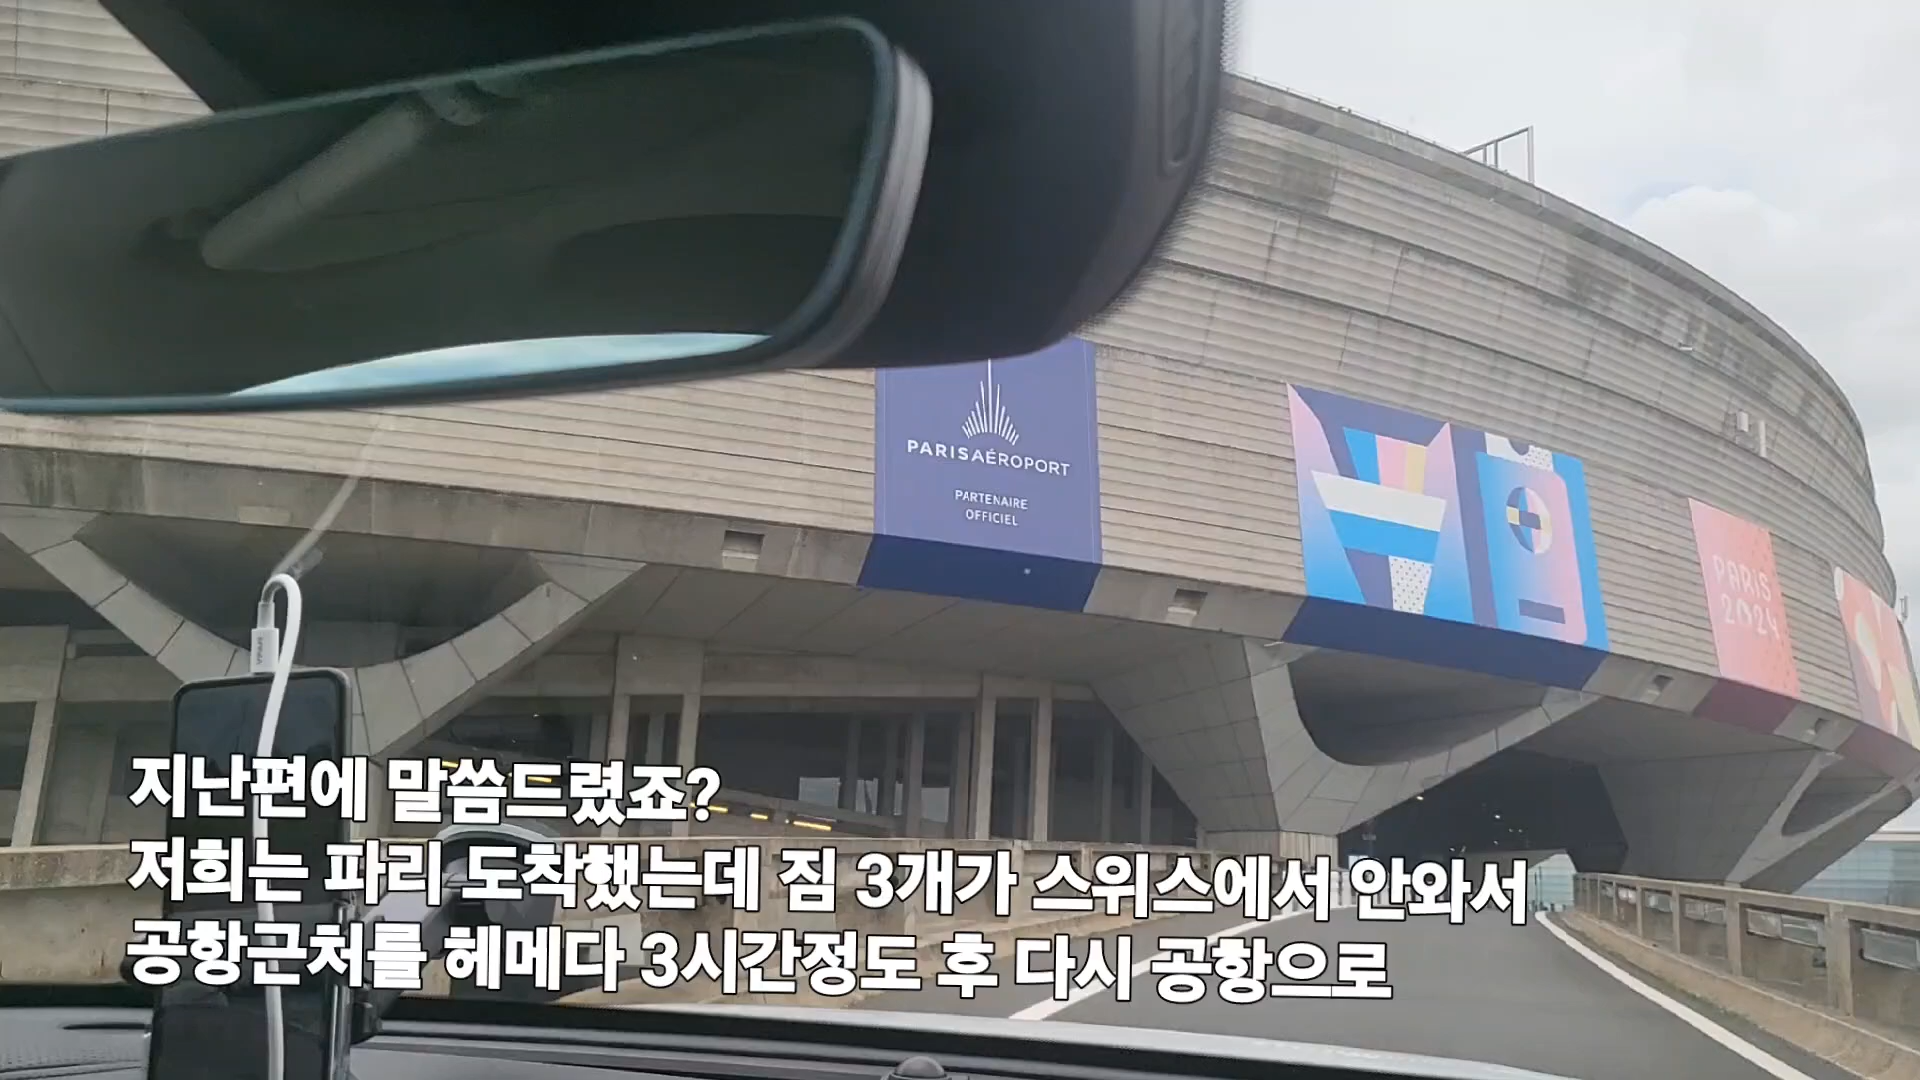 PARISAÉROPORT
PARTENAIRE
OFFICIEL
PARIS
2024
지난편에 말씀드렸죠?
저희는 파리 도착했는데 짐 3개가 스위스에서 안와서
공항근처를 헤메다 3시간정도 후 다시 공항으로